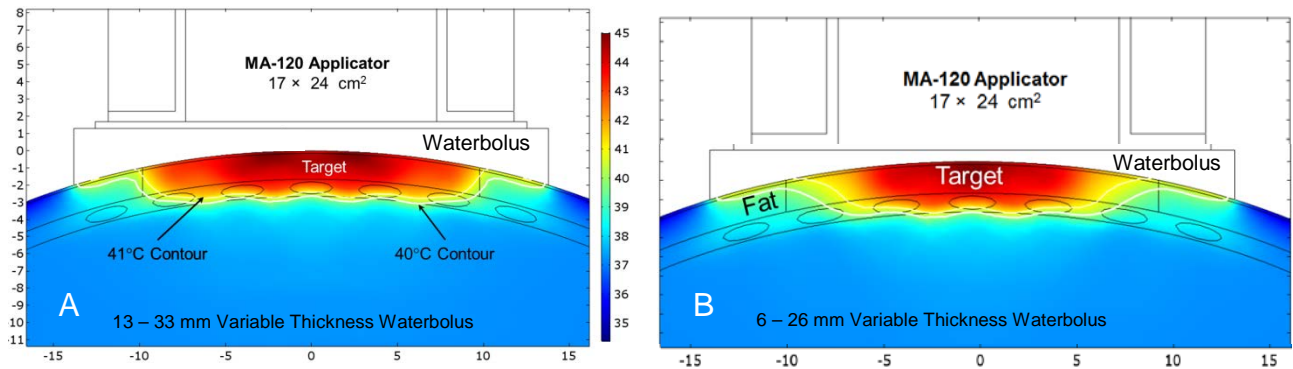 8
7
6
5
4
3
2
1
0
-1
-2
-3
-4
-5
-6
-7
-8
-9
-10
-11
MA-120 Applicator
17 × 24 cm²
Waterbolus
Target
41°C Contour
40°C Contour
A
13 – 33 mm Variable Thickness Waterbolus
-15 -10 -5 0 5 10 15
45
44
43
42
41
40
39
38
37
36
35
MA-120 Applicator
17 × 24 cm²
Waterbolus
Target
Fat
B
6 – 26 mm Variable Thickness Waterbolus
-15 -10 -5 0 5 10 15